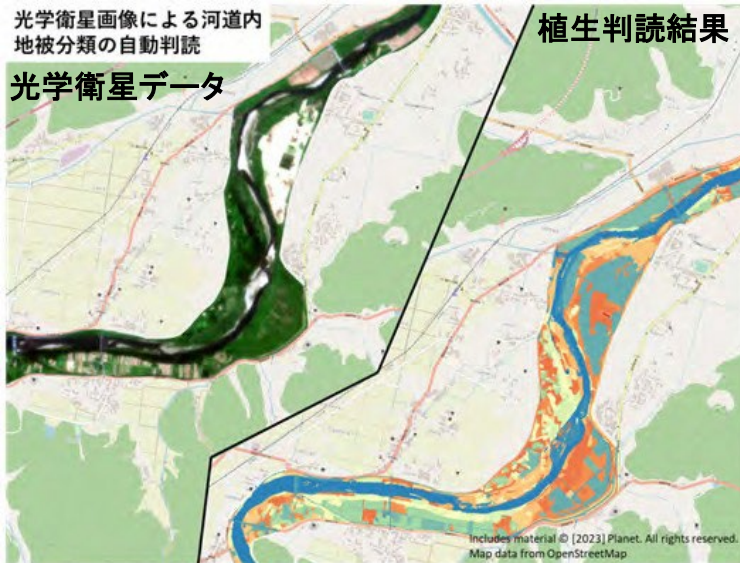 光学衛星画像による河道内
地被分類の自動判読
光学衛星データ
植生判読結果
Includes material © [2023] Planet. All rights reserved.
Map data from OpenStreetMap